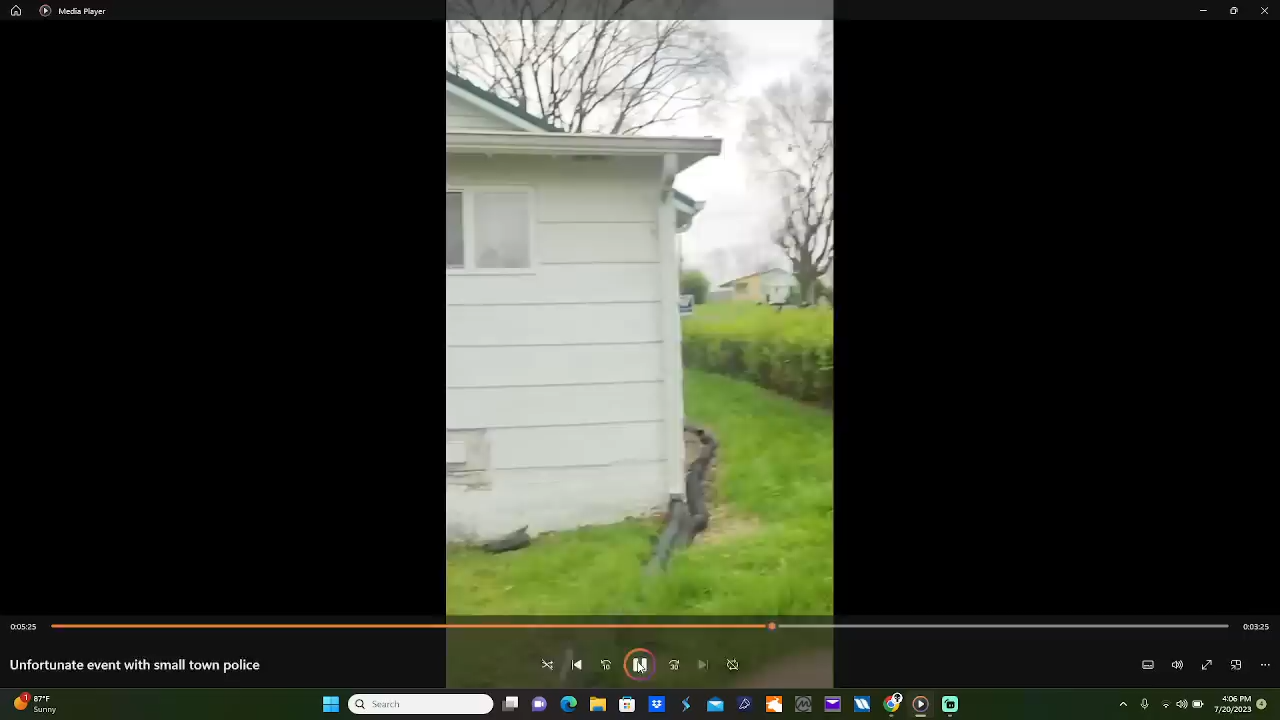 Media Player
0:05:25
0:03:25
Unfortunate event with small town police
87°F
Sunny
Search
4:00 PM
7/20/2023